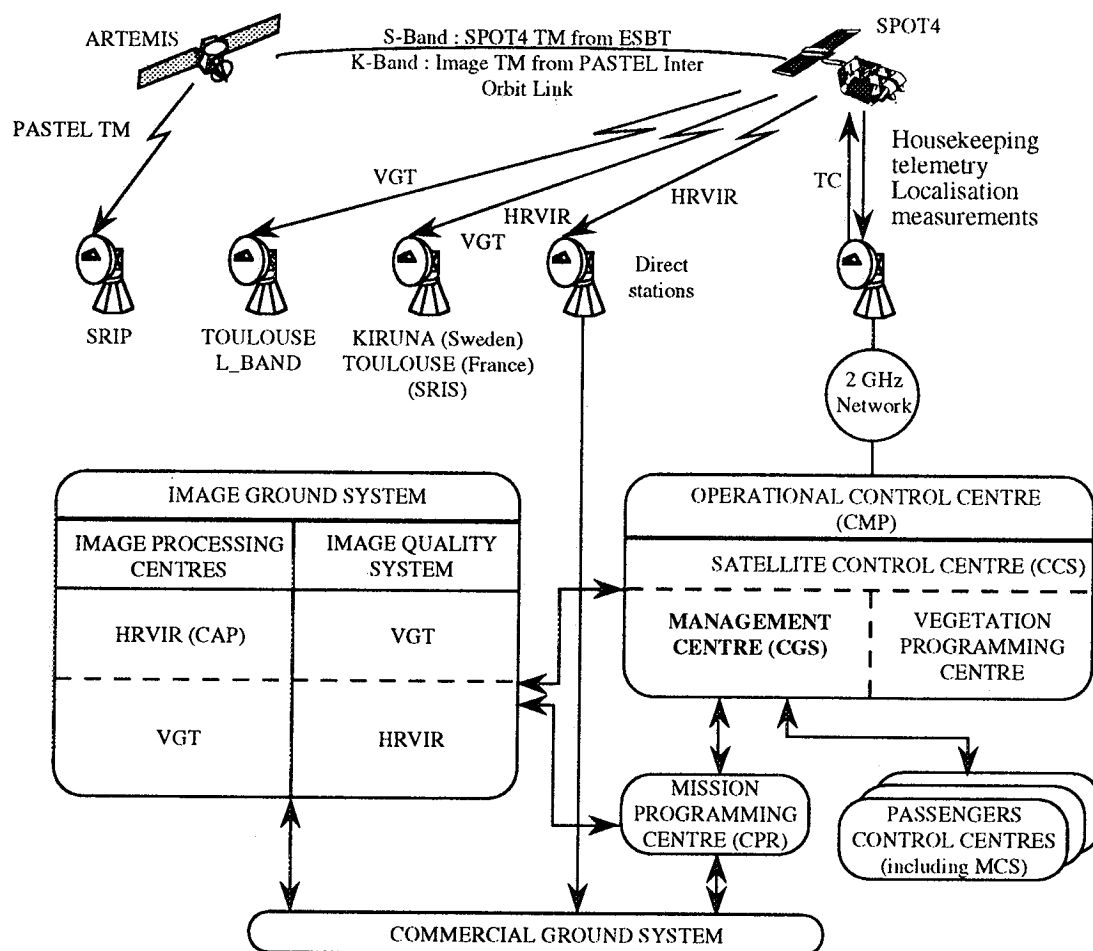 ARTEMIS
S-Band : SPOT4 TM from ESBT
K-Band : Image TM from PASTEL Inter
Orbit Link
SPOT4
PASTEL TM
VGT
HRVIR
VGT
HRVIR
TC
Housekeeping
telemetry
Localisation
measurements
SRIP
TOULOUSE
L_BAND
KIRUNA (Sweden)
TOULOUSE (France)
(SRIS)
Direct
stations
2 GHz
Network
IMAGE GROUND SYSTEM
IMAGE PROCESSING
CENTRES
IMAGE QUALITY
SYSTEM
HRVIR (CAP)
VGT
VGT
HRVIR
OPERATIONAL CONTROL CENTRE
(CMP)
SATELLITE CONTROL CENTRE (CCS)
MANAGEMENT
CENTRE (CGS)
VEGETATION
PROGRAMMING
CENTRE
MISSION
PROGRAMMING
CENTRE (CPR)
PASSENGERS
CONTROL CENTRES
(including MCS)
COMMERCIAL GROUND SYSTEM